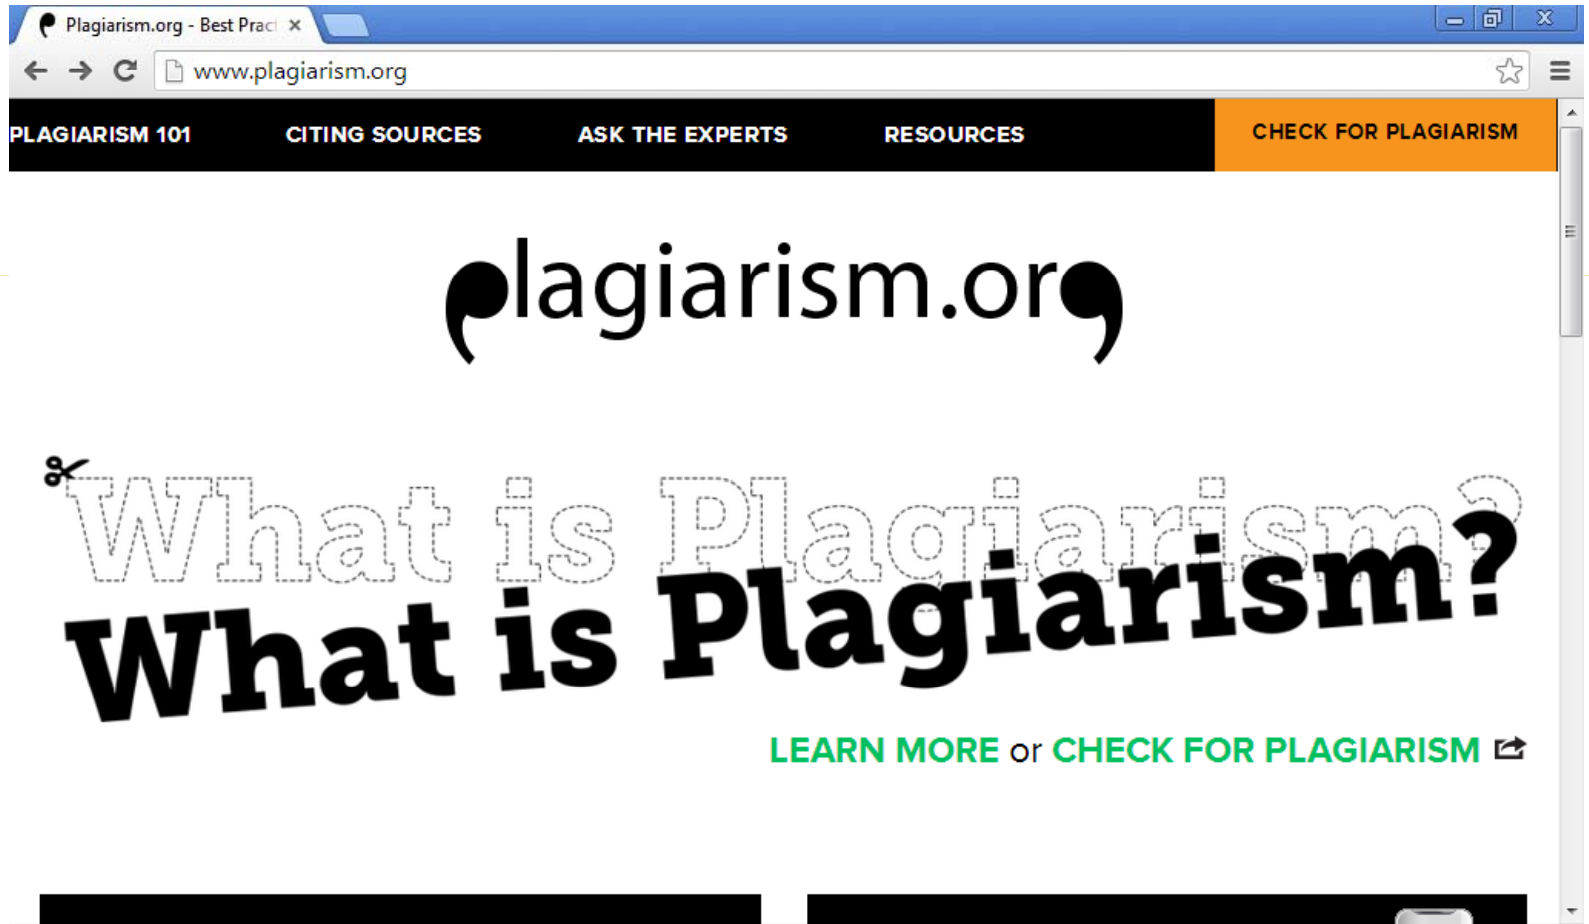 Plagiarism.org - Best Prac
www.plagiarism.org
PLAGIARISM 101 CITING SOURCES ASK THE EXPERTS RESOURCES CHECK FOR PLAGIARISM
plagiarism.org
What is Plagiarism?
What is Plagiarism?
LEARN MORE or CHECK FOR PLAGIARISM